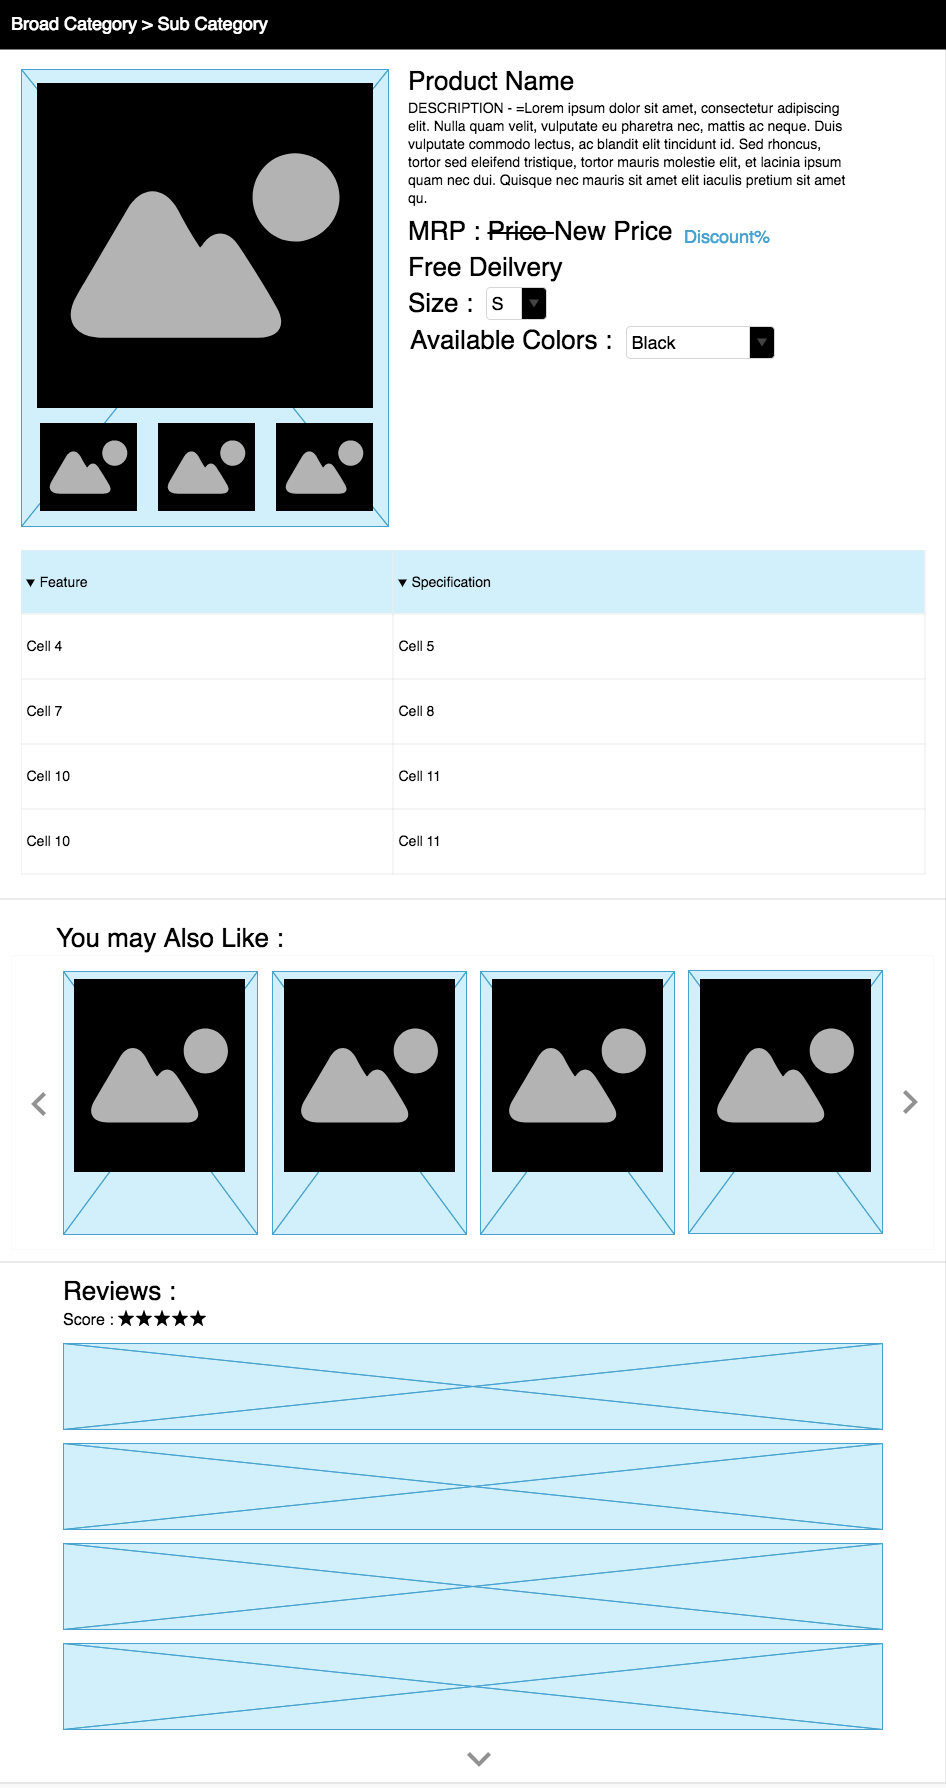 Broad Category > Sub Category
Product Name
DESCRIPTION - =Lorem ipsum dolor sit amet, consectetur adipiscing
elit. Nulla quam velit, vulputate eu pharetra nec, mattis ac neque. Duis
vulputate commodo lectus, ac blandit elit tincidunt id. Sed rhoncus,
tortor sed eleifend tristique, tortor mauris molestie elit, et lacinia ipsum
quam nec dui. Quisque nec mauris sit amet elit iaculis pretium sit amet
qu.
MRP : Price New Price Discount%
Free Deilvery
Size : S
Available Colors : Black
Feature Specification
Cell 4 Cell 5
Cell 7 Cell 8
Cell 10 Cell 11
Cell 10 Cell 11
You may Also Like :
Reviews :
Score : ★★★★★